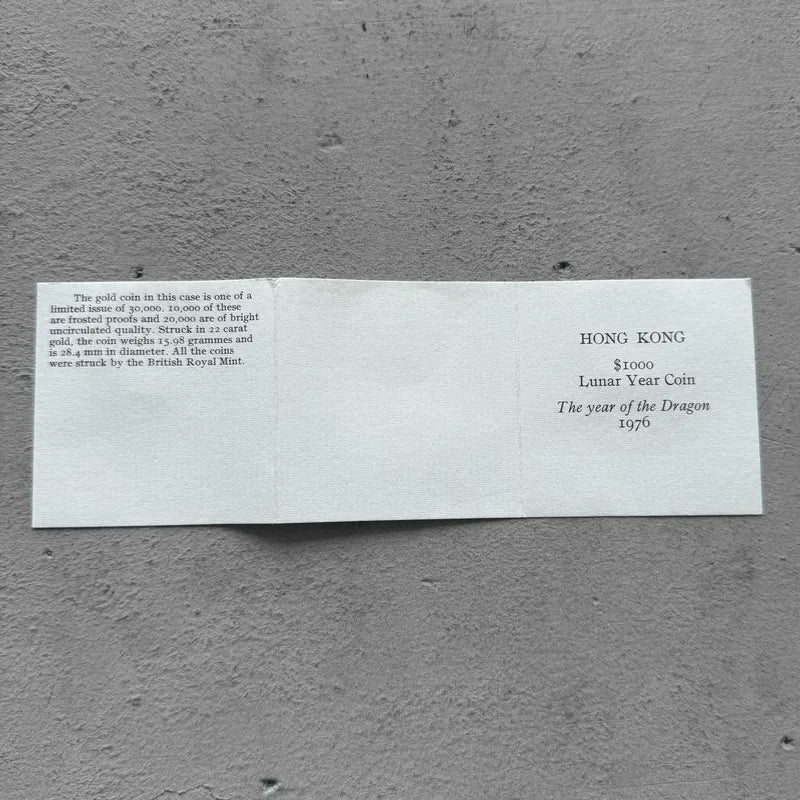 The gold coin in this case is one of a
limited issue of 30,000. 10,000 of these
are frosted proofs and 20,000 are of bright
uncirculated quality. Struck in 22 carat
gold, the coin weighs 15.98 grammes and
is 28.4 mm in diameter. All the coins
were struck by the British Royal Mint.
HONG KONG
$1000
Lunar Year Coin
The year of the Dragon
1976